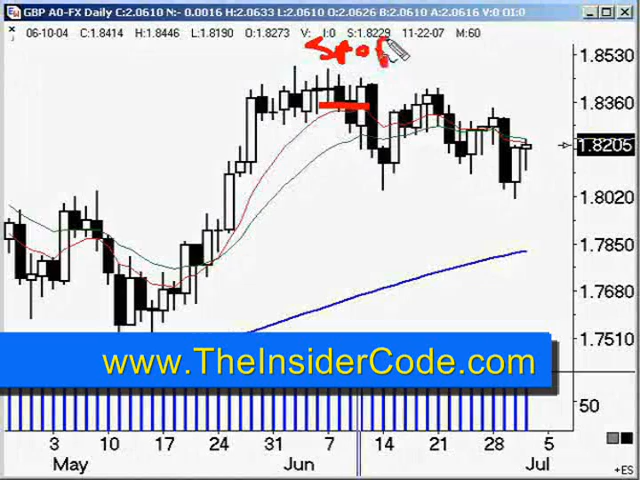 GBP A0-FX Daily C:2.0610 N:- 0.0016 H:2.0633 L:2.0610 O:2.0626 B:2.0610 A:2.0616 V:0 OI:0
06-10-04 C:1.8414 H:1.8446 L:1.8190 O:1.8273 V: I:0 S:1.8229 11-22-07 M:60
1.8530
1.8360
1.8205
1.8020
1.7850
1.7680
1.7510
www.TheInsiderCode.com
50
3 10 17 24 31 7 14 21 28 5
May Jun Jul
+ES